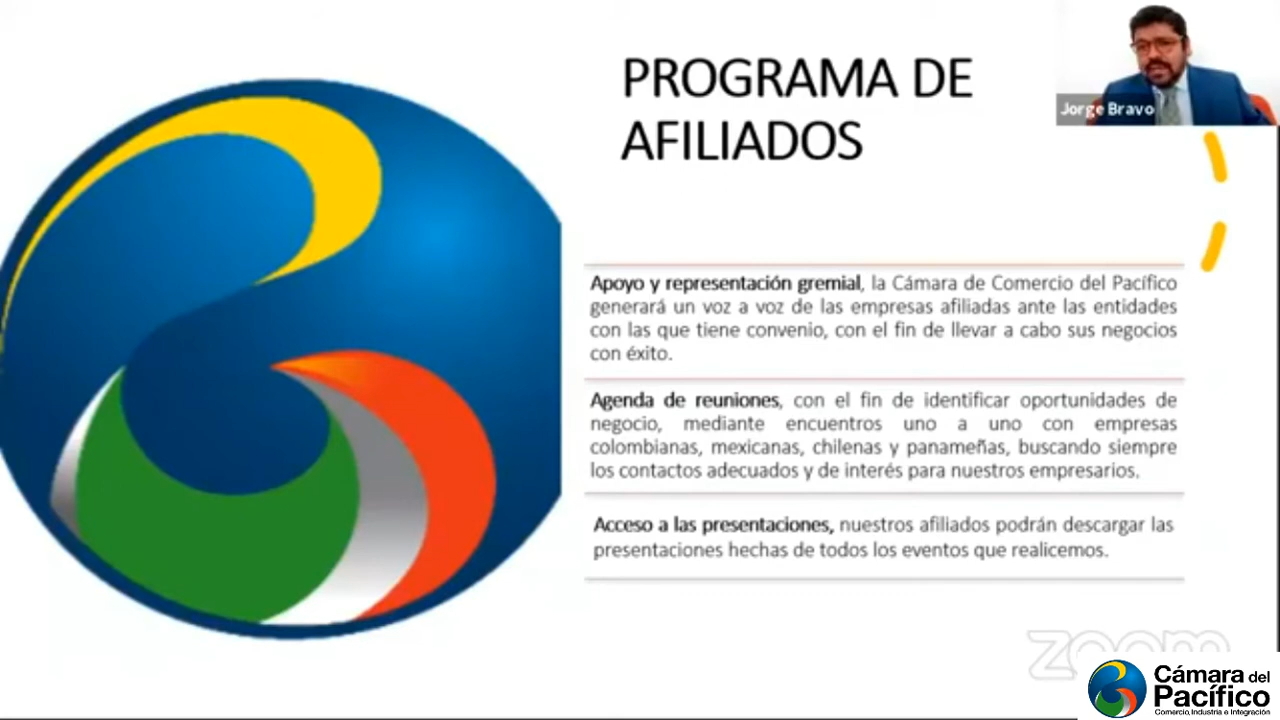 PROGRAMA DE
AFILIADOS
Jorge Bravo
Apoyo y representación gremial, la Cámara de Comercio del Pacífico
generará un voz a voz de las empresas afiliadas ante las entidades
con las que tiene convenio, con el fin de llevar a cabo sus negocios
con éxito.
Agenda de reuniones, con el fin de identificar oportunidades de
negocio, mediante encuentros uno a uno con empresas
colombianas, mexicanas, chilenas y panameñas, buscando siempre
los contactos adecuados y de interés para nuestros empresarios.
Acceso a las presentaciones, nuestros afiliados podrán descargar las
presentaciones hechas de todos los eventos que realicemos.
zoom
Cámara del
Pacífico
Comercio, Industria e Integración